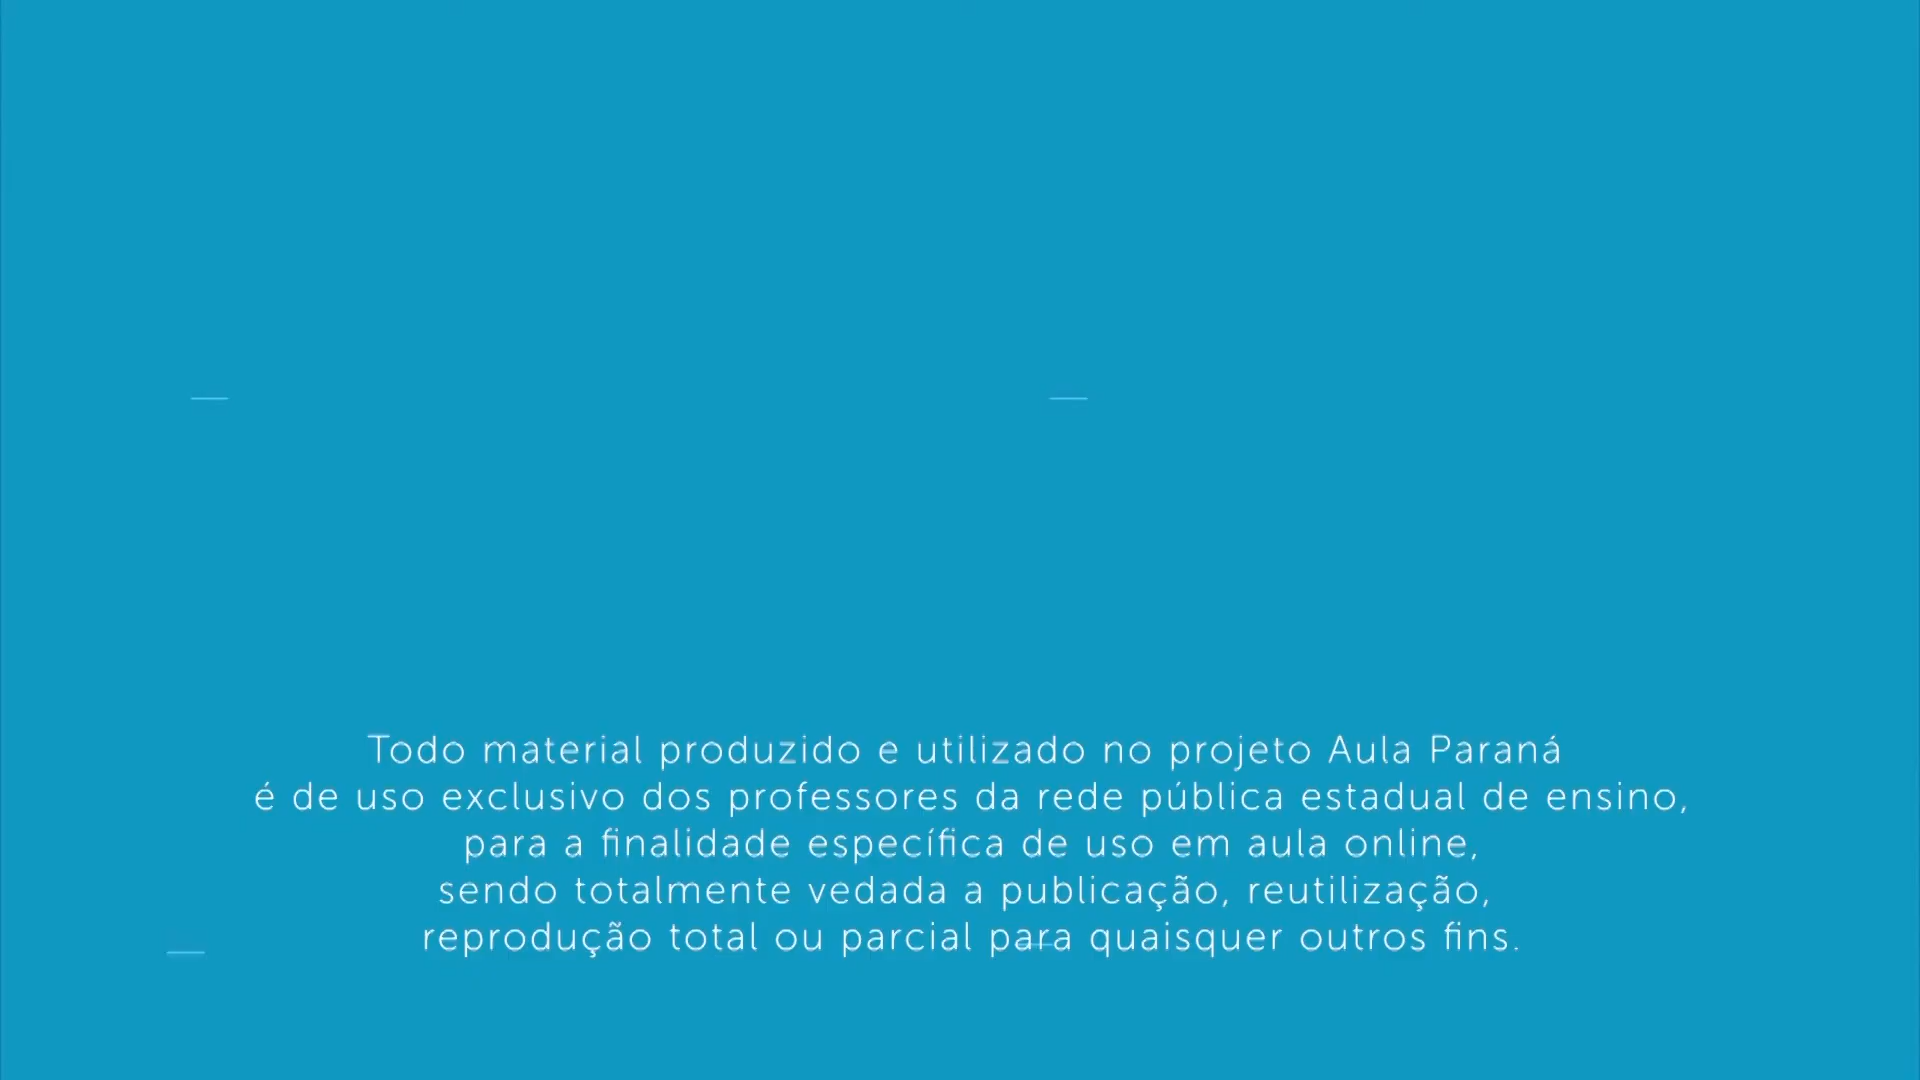 Todo material produzido e utilizado no projeto Aula Paraná
é de uso exclusivo dos professores da rede pública estadual de ensino,
para a finalidade específica de uso em aula online,
sendo totalmente vedada a publicação, reutilização,
reprodução total ou parcial para quaisquer outros fins.